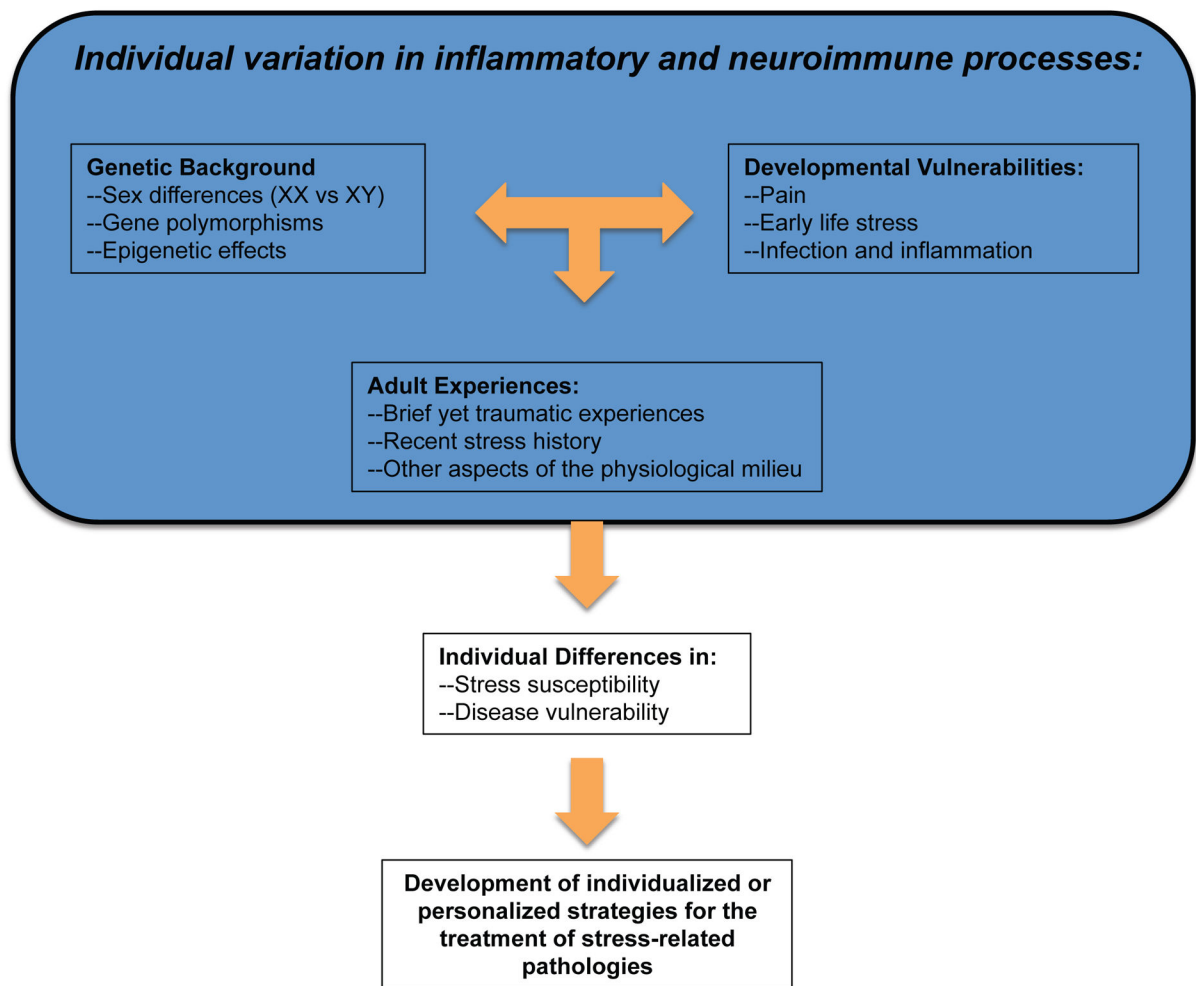 Individual variation in inflammatory and neuroimmune processes:
Genetic Background
--Sex differences (XX vs XY)
--Gene polymorphisms
--Epigenetic effects
Developmental Vulnerabilities:
--Pain
--Early life stress
--Infection and inflammation
Adult Experiences:
--Brief yet traumatic experiences
--Recent stress history
--Other aspects of the physiological milieu
Individual Differences in:
--Stress susceptibility
--Disease vulnerability
Development of individualized or
personalized strategies for the
treatment of stress-related
pathologies